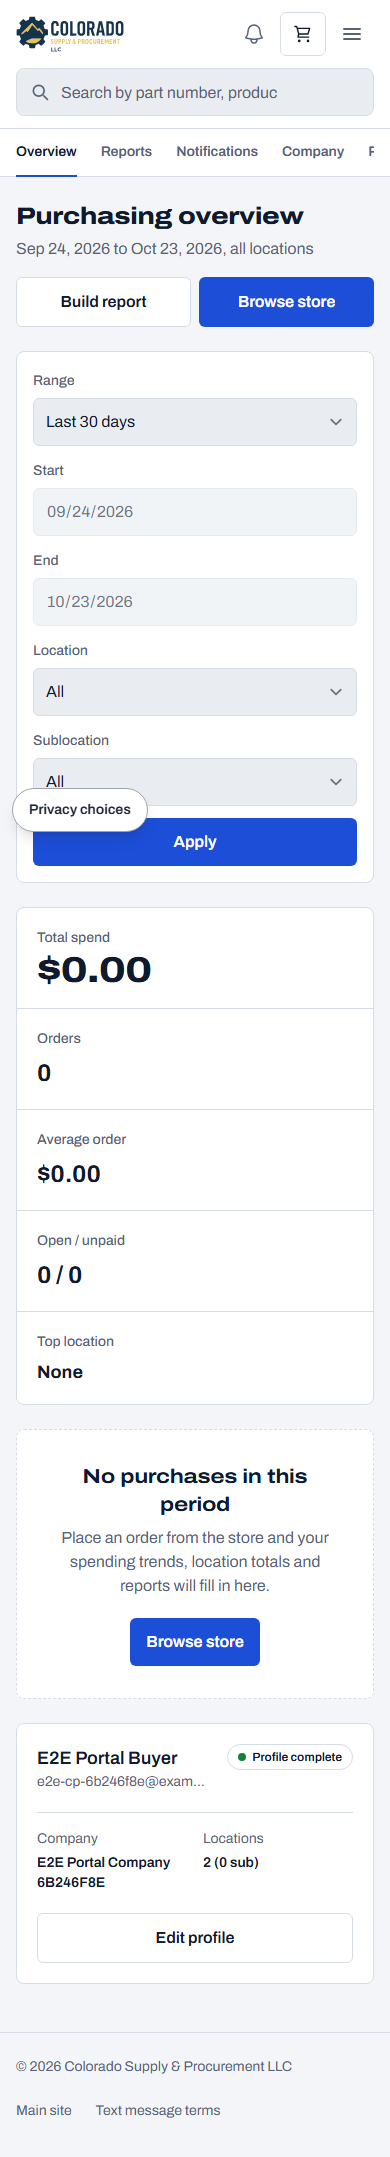 COLORADO
SUPPLY & PROCUREMENT
LLC
Search by part number, produc
Overview Reports Notifications Company
Purchasing overview
Sep 24, 2026 to Oct 23, 2026, all locations
Build report Browse store
Range
Last 30 days
Start
09/24/2026
End
10/23/2026
Location
All
Sublocation
All
Privacy choices
Apply
Total spend
$0.00
Orders
0
Average order
$0.00
Open / unpaid
0 / 0
Top location
None
No purchases in this
period
Place an order from the store and your
spending trends, location totals and
reports will fill in here.
Browse store
E2E Portal Buyer Profile complete
e2e-cp-6b246f8e@exam...
Company Locations
E2E Portal Company 2 (0 sub)
6B246F8E
Edit profile
© 2026 Colorado Supply & Procurement LLC
Main site Text message terms